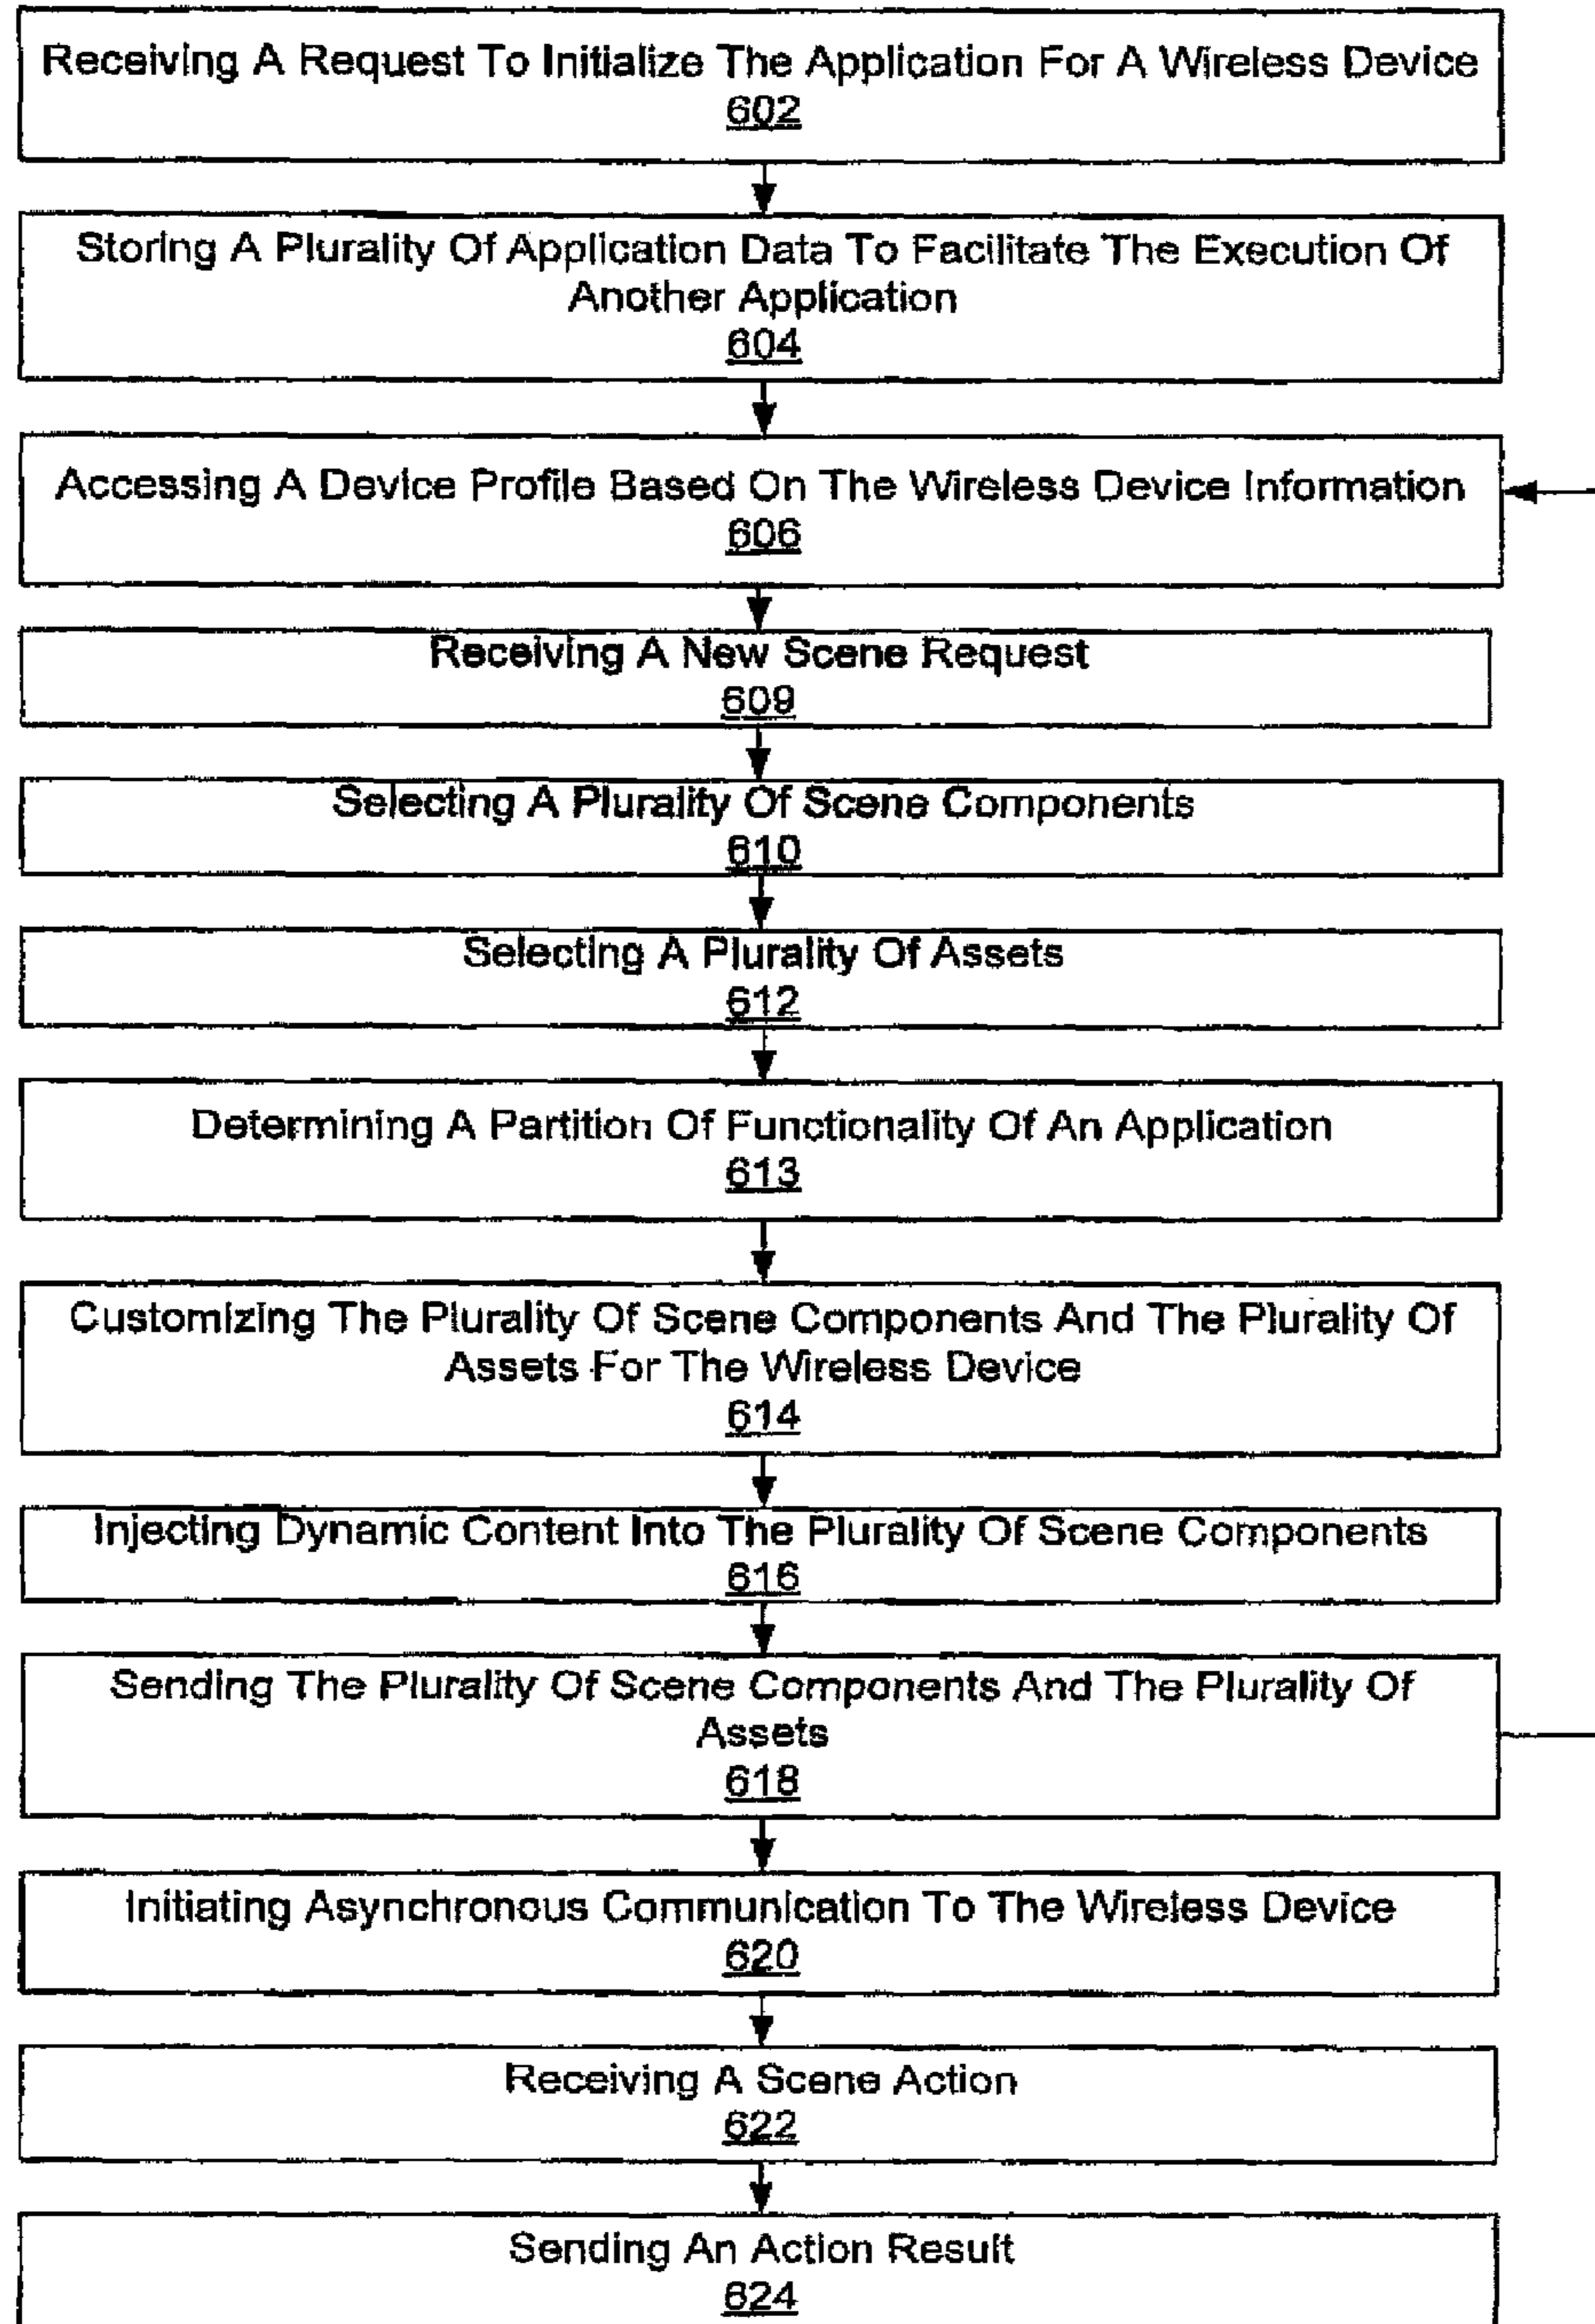 Receiving A Request To Initialize The Application For A Wireless Device
602
Storing A Plurality Of Application Data To Facilitate The Execution Of
Another Application
604
Accessing A Device Profile Based On The Wireless Device Information
606
Receiving A New Scene Request
609
Selecting A Plurality Of Scene Components
610
Selecting A Plurality Of Assets
612
Determining A Partition Of Functionality Of An Application
613
Customizing The Plurality Of Scene Components And The Plurality Of
Assets For The Wireless Device
614
Injecting Dynamic Content Into The Plurality Of Scene Components
616
Sending The Plurality Of Scene Components And The Plurality Of
Assets
618
Initiating Asynchronous Communication To The Wireless Device
620
Receiving A Scene Action
622
Sending An Action Result
624